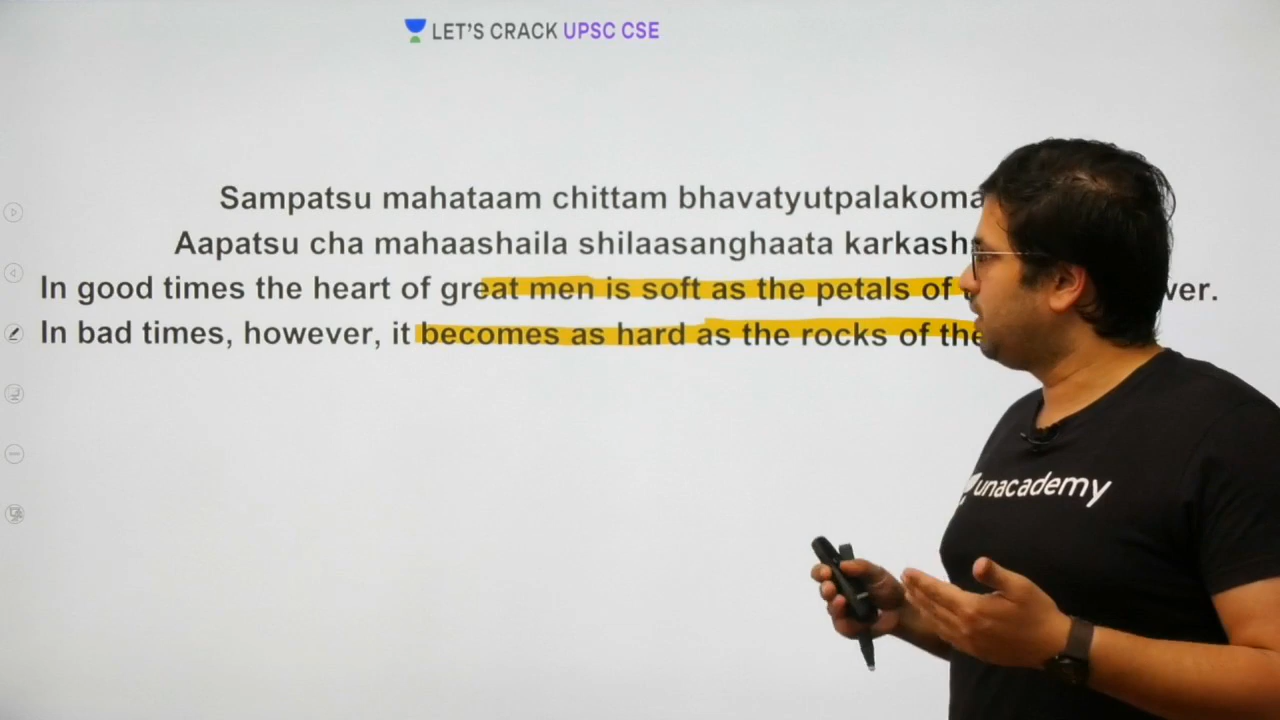 LET'S CRACK UPSC CSE
Sampatsu mahataam chittam bhavatyutpalakoma
Aapatsu cha mahaashaila shilaasanghaata karkasha
In good times the heart of great men is soft as the petals of ver.
In bad times, however, it becomes as hard as the rocks of the
unacademy